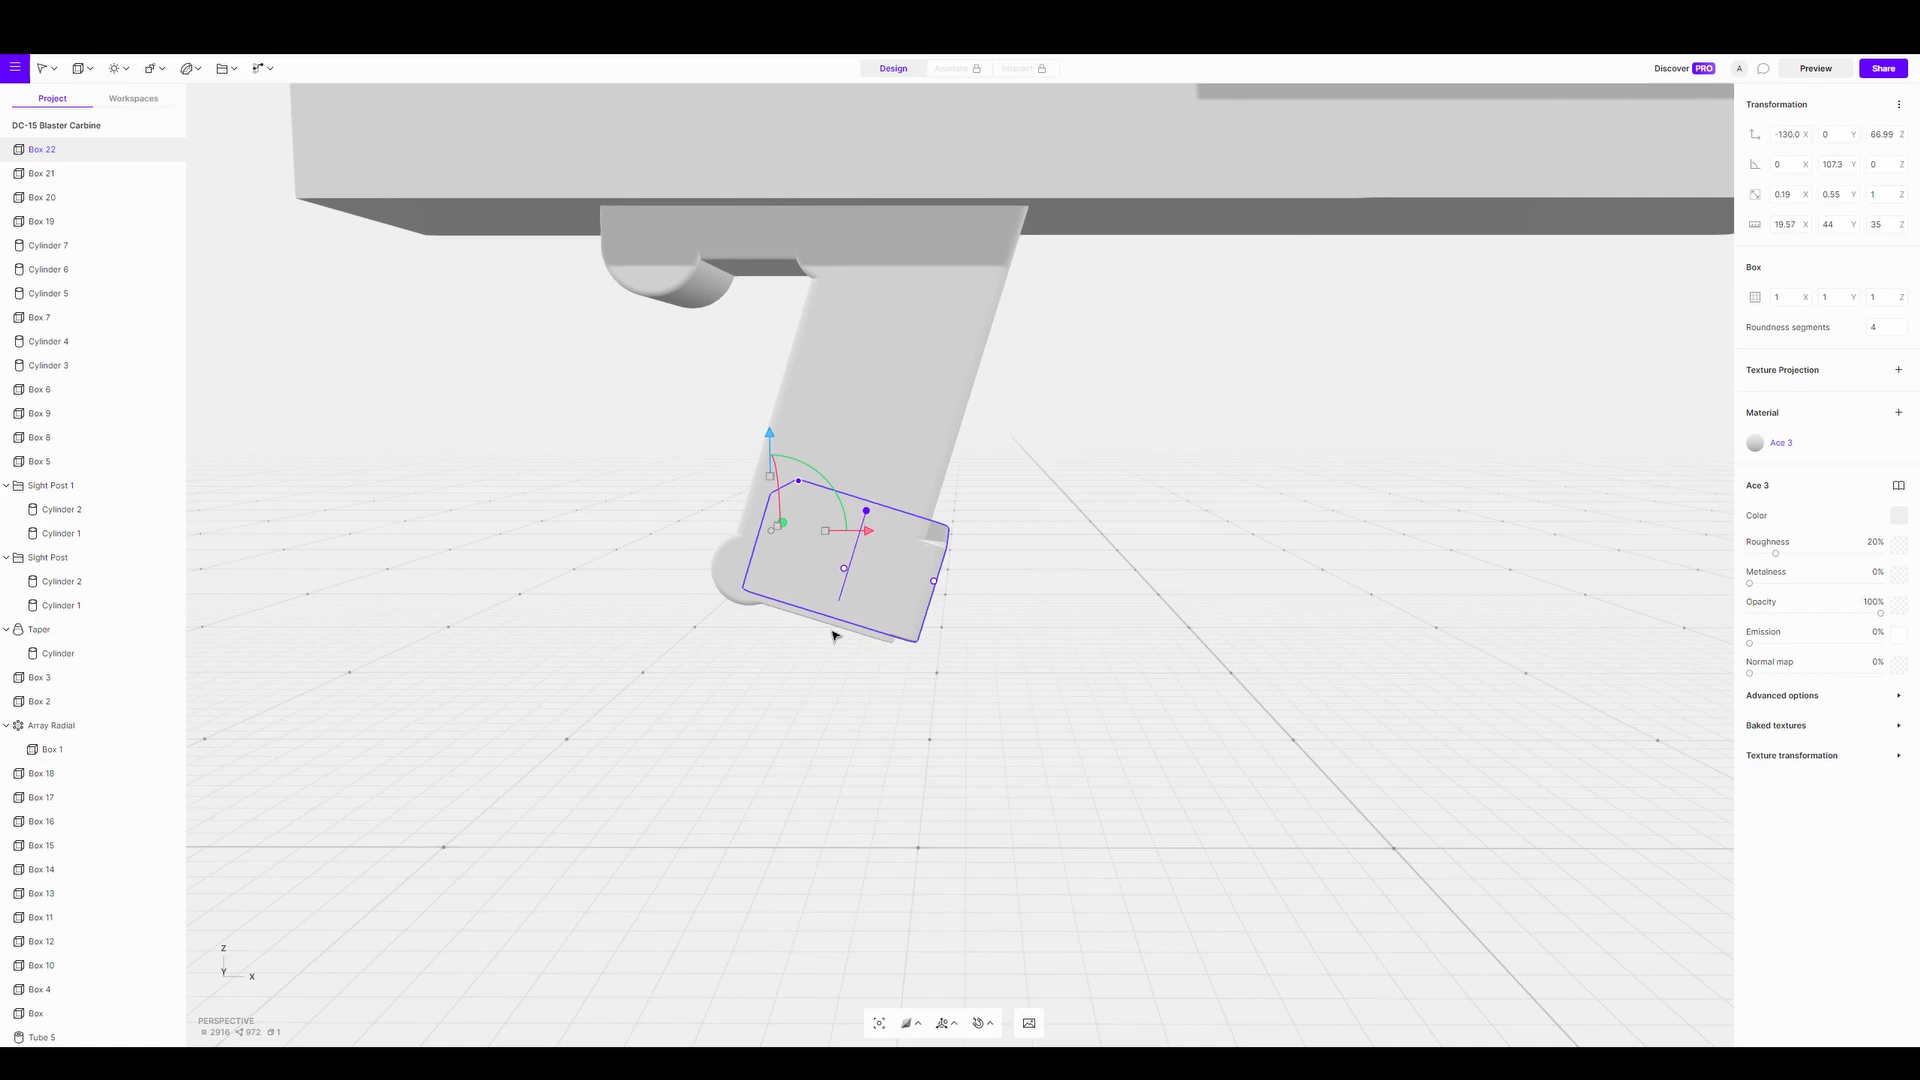 Design
Animate
Interact
Discover PRO
A
Preview
Share
Project
Workspaces
DC-15 Blaster Carbine
Box 22
Box 21
Box 20
Box 19
Cylinder 7
Cylinder 6
Cylinder 5
Box 7
Cylinder 4
Cylinder 3
Box 6
Box 9
Box 8
Box 5
Sight Post 1
Cylinder 2
Cylinder 1
Sight Post
Cylinder 2
Cylinder 1
Taper
Cylinder
Box 3
Box 2
Array Radial
Box 1
Box 18
Box 17
Box 16
Box 15
Box 14
Box 13
Box 11
Box 12
Box 10
Box 4
Box
Tube 5
Z
Y X
PERSPECTIVE
2916 972 1
Transformation
-130.0 X 0 Y 66.99 Z
0 X 107.3 Y 0 Z
0.19 X 0.55 Y 1 Z
19.57 X 44 Y 35 Z
Box
1 X 1 Y 1 Z
Roundness segments 4
Texture Projection
Material
Ace 3
Ace 3
Color
Roughness 20%
Metalness 0%
Opacity 100%
Emission 0%
Normal map 0%
Advanced options
Baked textures
Texture transformation